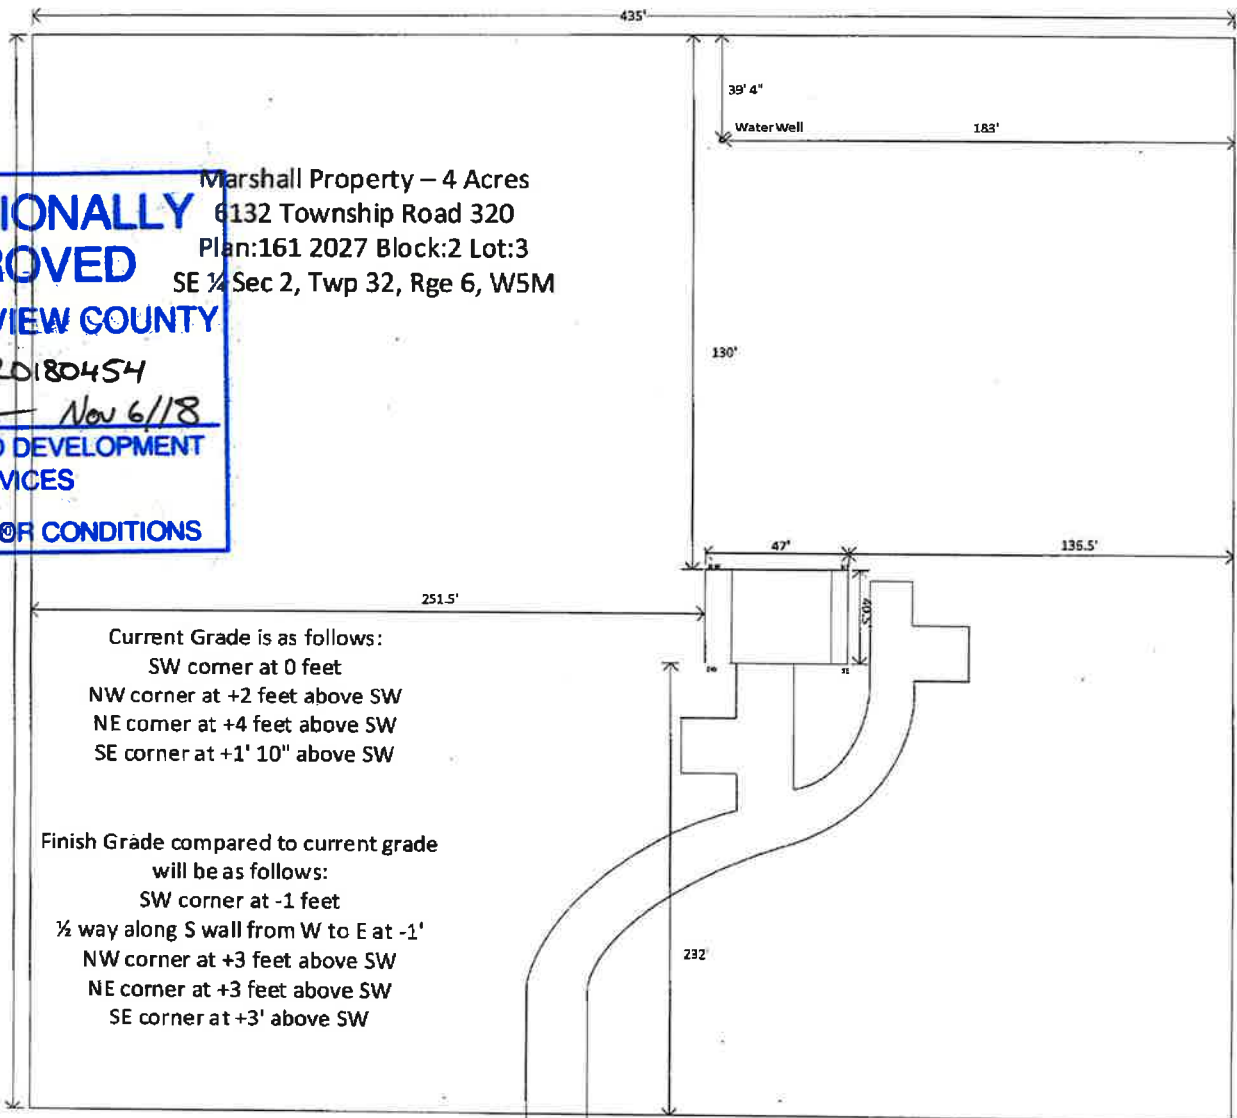 435'
39' 4"
Water Well
183'
Marshall Property – 4 Acres
6132 Township Road 320
Plan:161 2027 Block:2 Lot:3
SE ¼ Sec 2, Twp 32, Rge 6, W5M
IONALLY
ROVED
VIEW COUNTY
20180454
Nov 6/18
D DEVELOPMENT
VICES
OR CONDITIONS
130'
47'
136.5'
40.5'
251.5'
Current Grade is as follows:
SW corner at 0 feet
NW corner at +2 feet above SW
NE corner at +4 feet above SW
SE corner at +1' 10" above SW
Finish Grade compared to current grade
will be as follows:
SW corner at -1 feet
½ way along S wall from W to E at -1'
NW corner at +3 feet above SW
NE corner at +3 feet above SW
SE corner at +3' above SW
232'